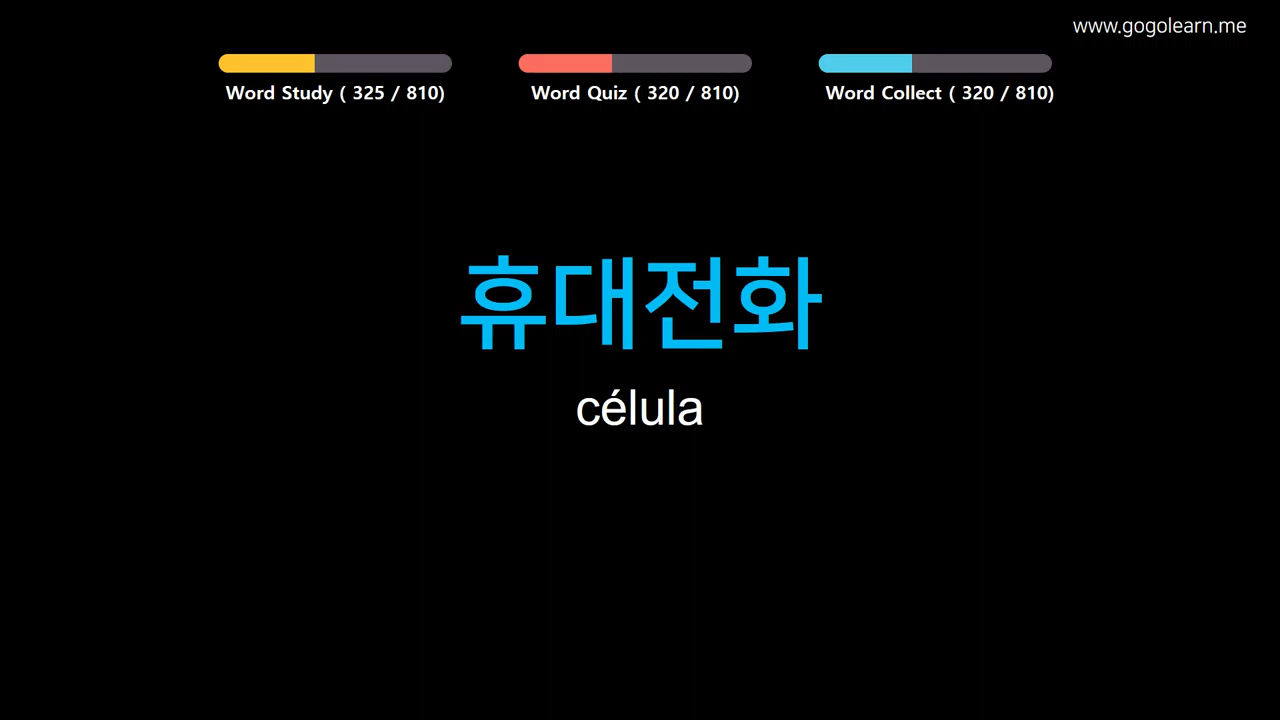 www.gogolearn.me
Word Study ( 325 / 810)
Word Quiz ( 320 / 810)
Word Collect ( 320 / 810)
휴대전화
célula